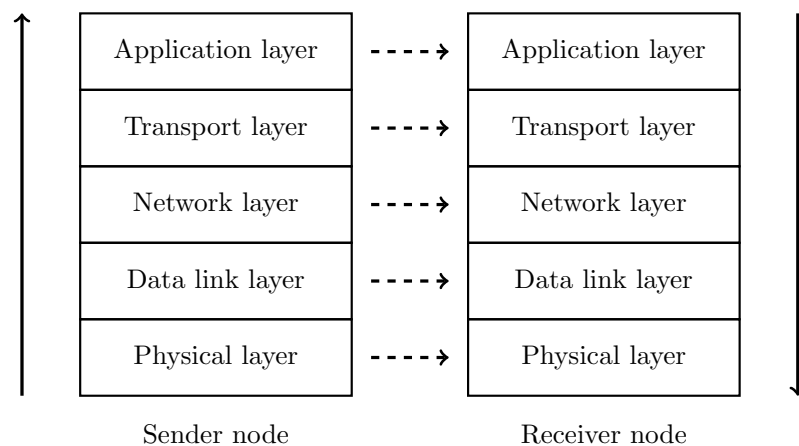 Application layer
Application layer
Transport layer
Transport layer
Network layer
Network layer
Data link layer
Data link layer
Physical layer
Physical layer
Sender node
Receiver node